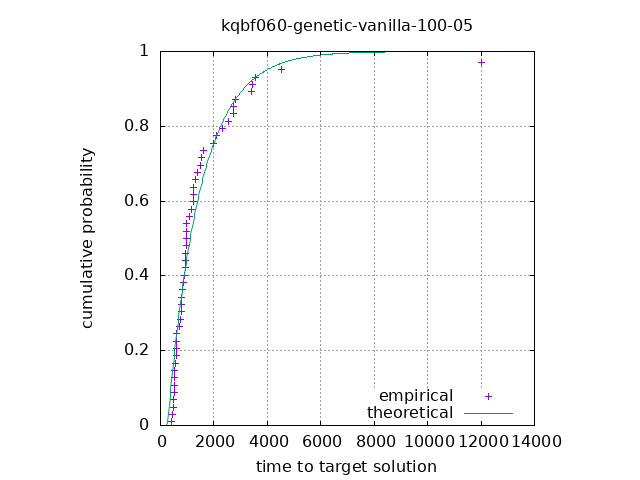 kqbf060-genetic-vanilla-100-05
1
0.8
0.6
0.4
0.2
0
cumulative probability
empirical
theoretical
0 2000 4000 6000 8000 10000 12000 14000
time to target solution